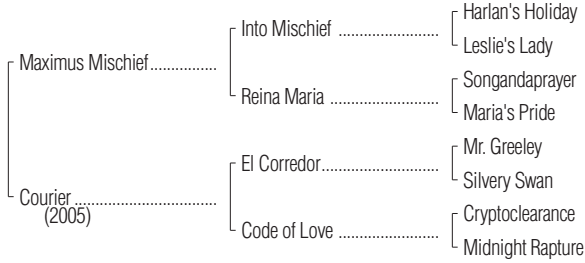 Harlan's Holiday
Into Mischief ........................
Leslie's Lady
Maximus Mischief................
Songandaprayer
Reina Maria ..........................
Maria's Pride
Mr. Greeley
El Corredor............................
Silvery Swan
Courier ..................................
(2005)
Cryptoclearance
Code of Love ........................
Midnight Rapture